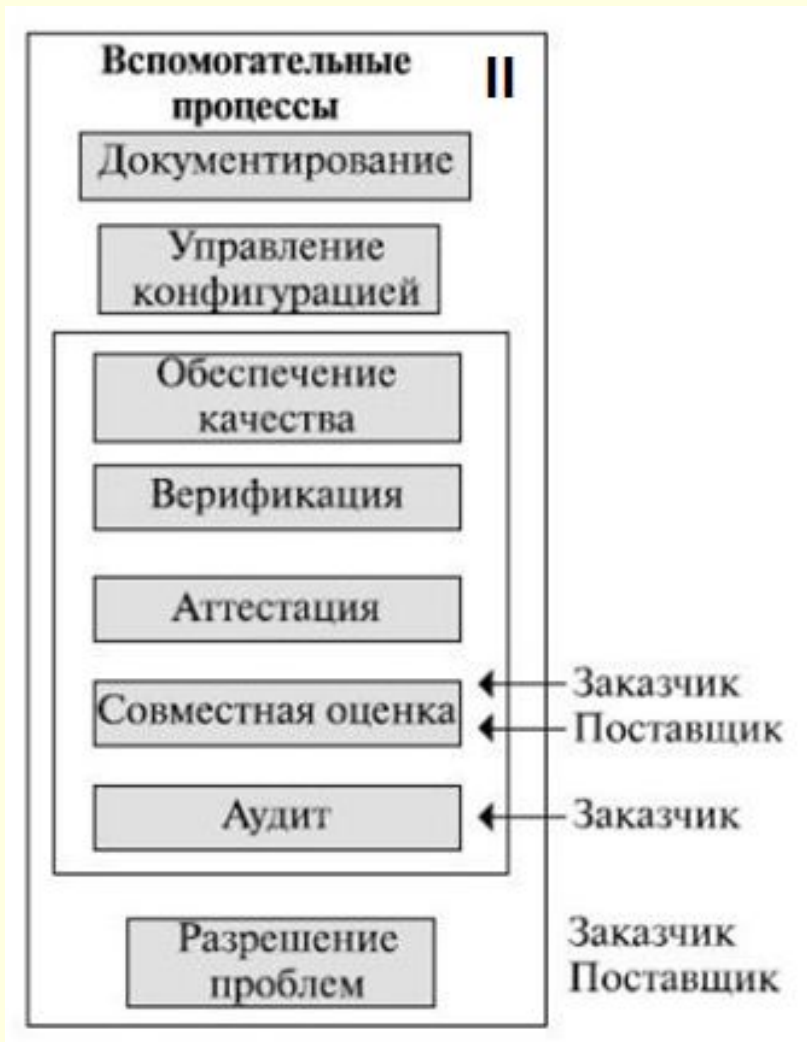 Вспомогательные
процессы
II
Документирование
Управление
конфигурацией
Обеспечение
качества
Верификация
Аттестация
Совместная оценка
Заказчик
Поставщик
Аудит
Заказчик
Разрешение
проблем
Заказчик
Поставщик